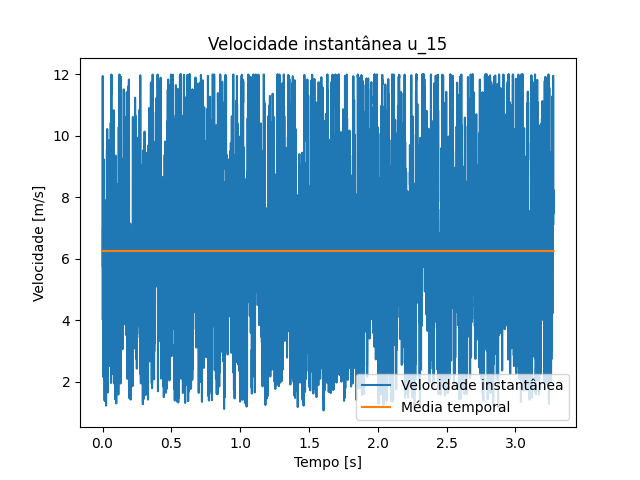 Velocidade instantânea u_15
12
10
8
6
4
2
Velocidade [m/s]
0.0 0.5 1.0 1.5 2.0 2.5 3.0
Tempo [s]
Velocidade instantânea
Média temporal